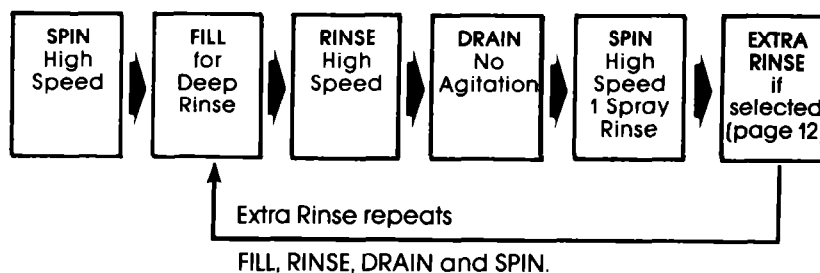 SPIN
High
Speed
FILL
for
Deep
Rinse
RINSE
High
Speed
DRAIN
No
Agitation
SPIN
High
Speed
1 Spray
Rinse
EXTRA
RINSE
if
selected
(page 12
Extra Rinse repeats
FILL, RINSE, DRAIN and SPIN.